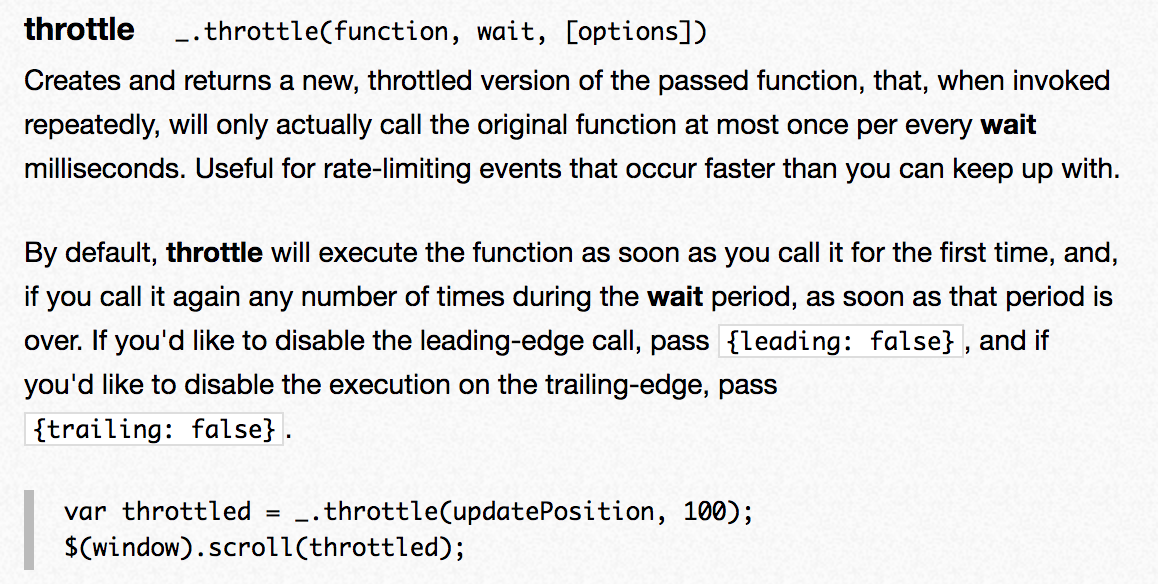 throttle _.throttle(function, wait, [options])
Creates and returns a new, throttled version of the passed function, that, when invoked
repeatedly, will only actually call the original function at most once per every wait
milliseconds. Useful for rate-limiting events that occur faster than you can keep up with.
By default, throttle will execute the function as soon as you call it for the first time, and,
if you call it again any number of times during the wait period, as soon as that period is
over. If you'd like to disable the leading-edge call, pass {leading: false}, and if
you'd like to disable the execution on the trailing-edge, pass
{trailing: false}.
var throttled = _.throttle(updatePosition, 100);
$(window).scroll(throttled);